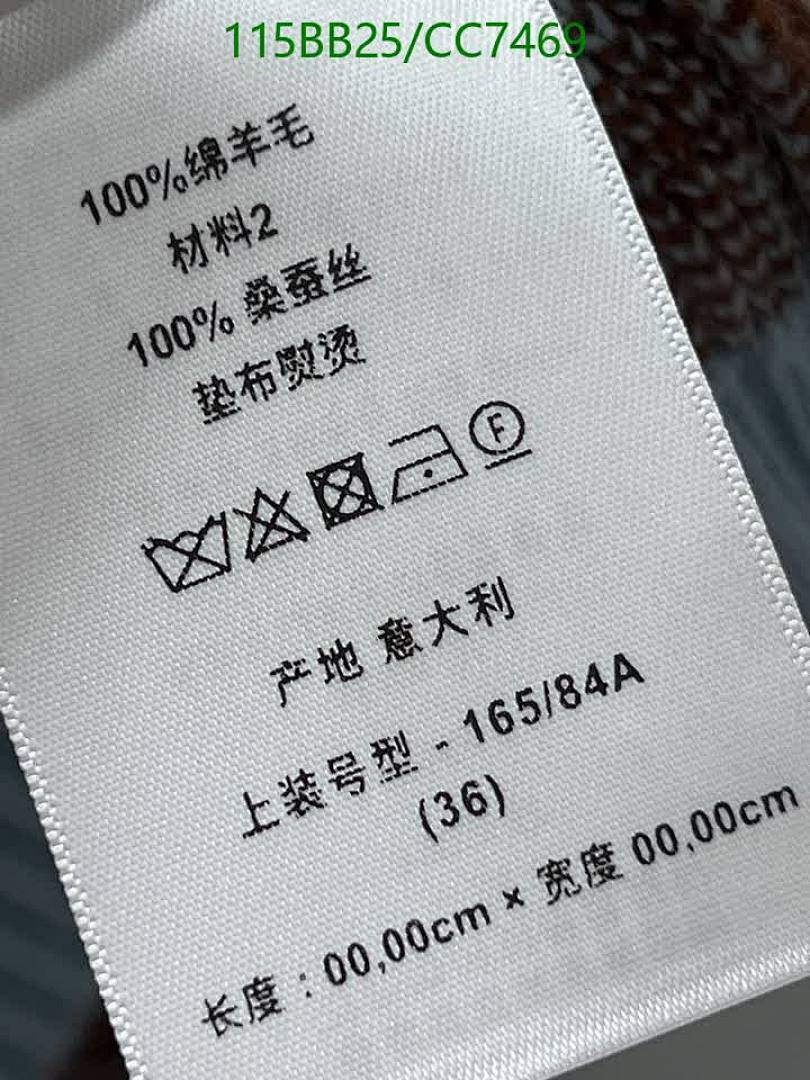 115BB25/CC7469
100%绵羊毛
材料2
100% 桑蚕丝
垫布熨烫
F
产地 意大利
上装号型 - 165/84A
(36)
长度 : 00,00cm × 宽度 00,00cm